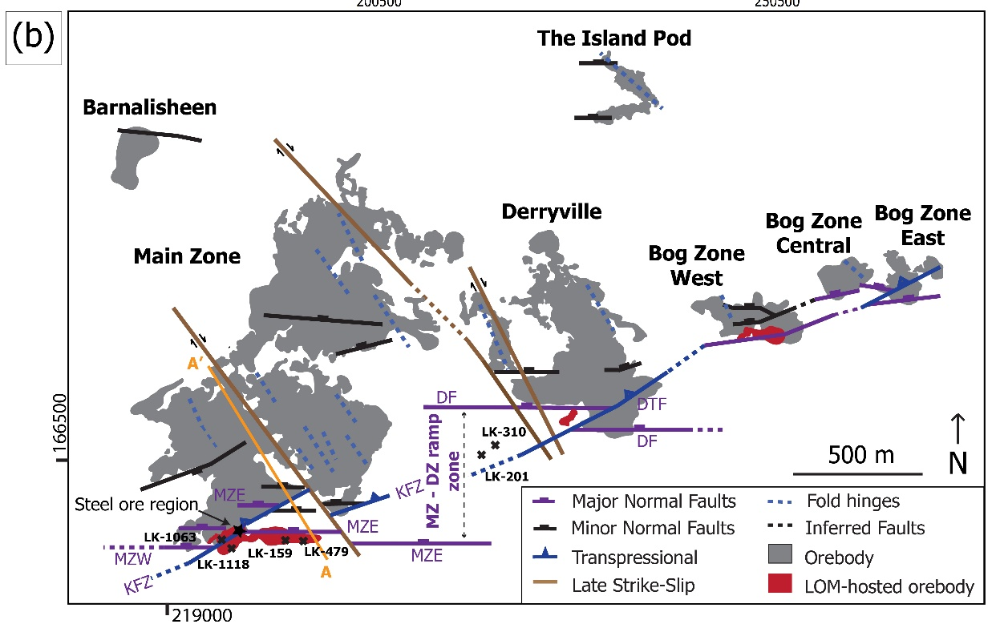 200500
250500
(b)
The Island Pod
Barnalisheen
Derryville
Bog Zone
East
Bog Zone
Central
Bog Zone
West
Main Zone
A'
166500
DF
DTF
DF
MZ - DZ ramp
zone
LK-310
LK-201
500 m
N
KFZ
MZE
Steel ore region
MZE
LK-1063
MZW
LK-1118
LK-159
LK-479
MZE
KFZ
A
Major Normal Faults
Minor Normal Faults
Transpressional
Late Strike-Slip
Fold hinges
Inferred Faults
Orebody
LOM-hosted orebody
219000